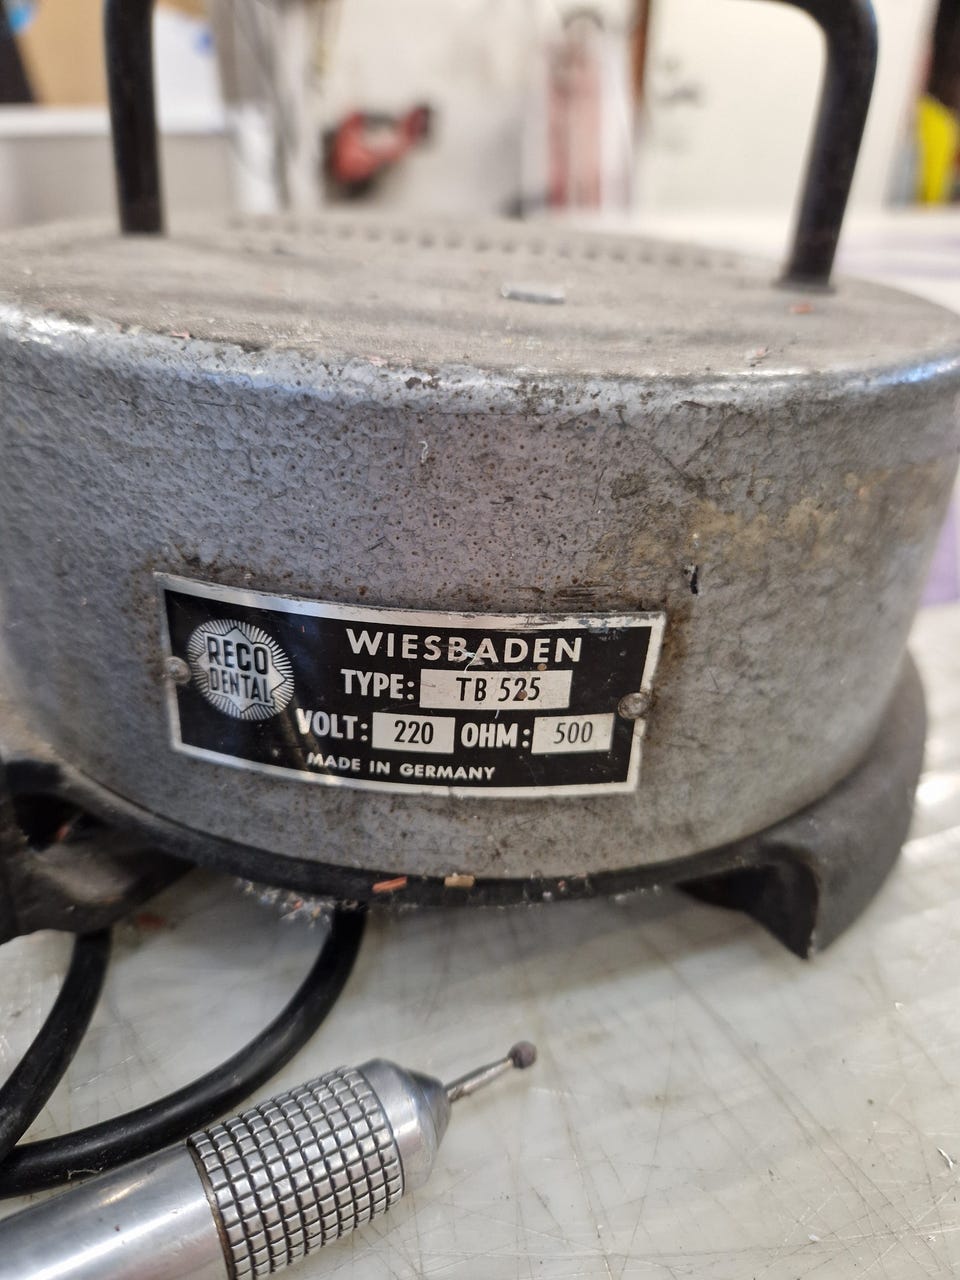 RECO
DENTAL
WIESBADEN
TYPE: TB 525
VOLT: 220 OHM: 500
MADE IN GERMANY